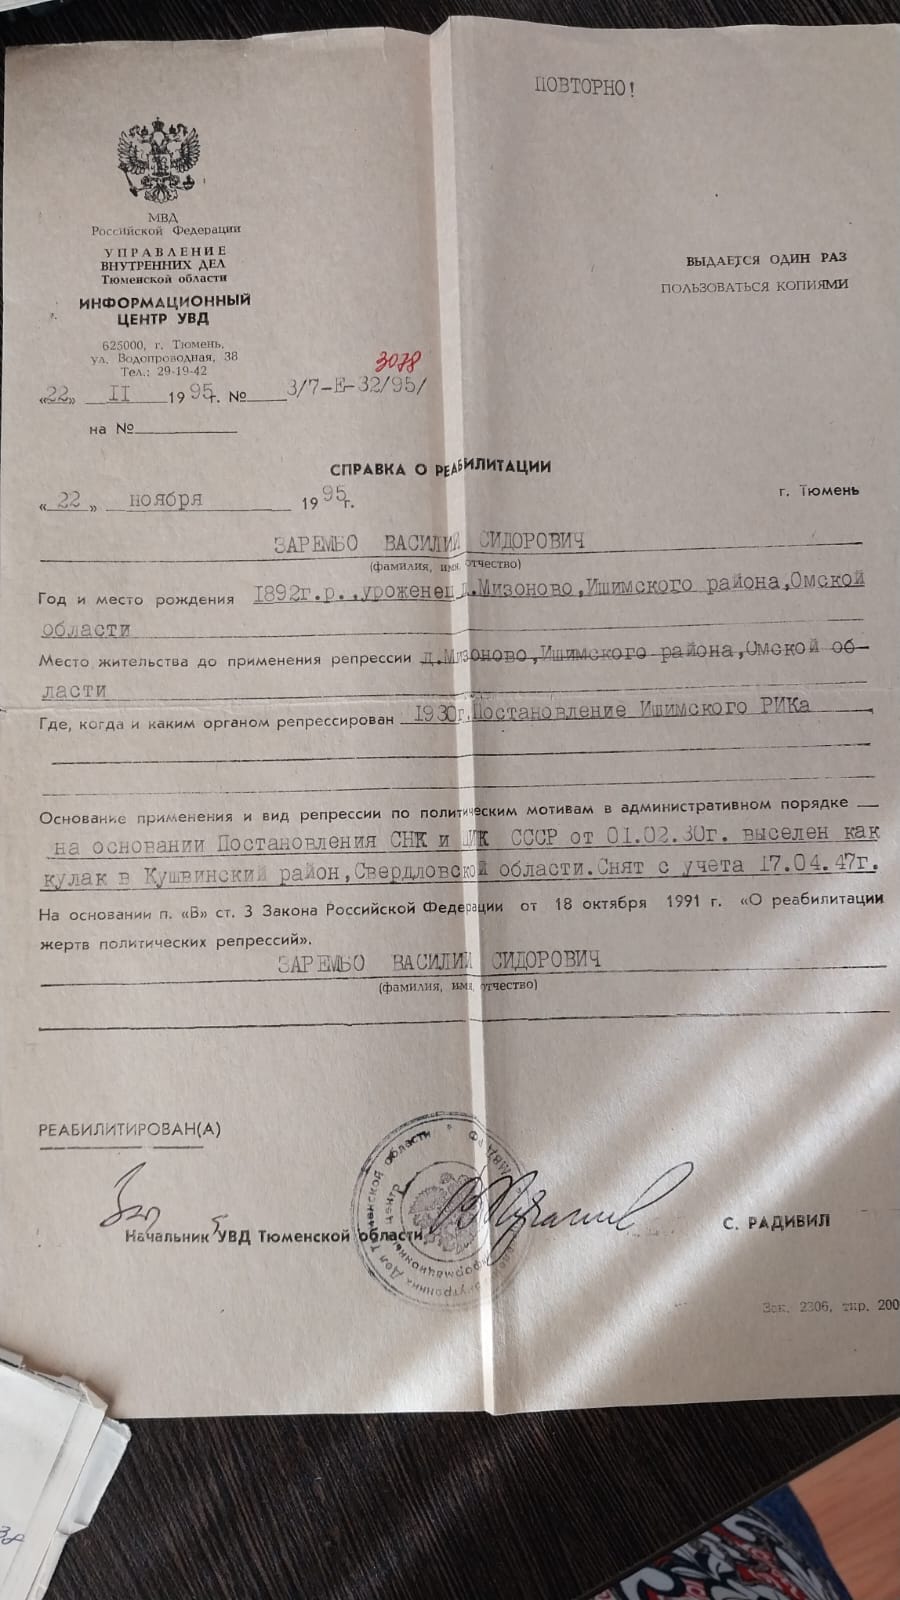 ПОВТОРНО!
МВД
Российской Федерации
УПРАВЛЕНИЕ
ВНУТРЕННИХ ДЕЛ
Тюменской области
ИНФОРМАЦИОННЫЙ
ЦЕНТР УВД
625000, г. Тюмень,
ул. Водопроводная, 38
Тел.: 29-19-42
ВЫДАЕТСЯ ОДИН РАЗ
ПОЛЬЗОВАТЬСЯ КОПИЯМИ
3078
«22» II 1995г. № 3/7-Е-32/95/
на №
СПРАВКА О РЕАБИЛИТАЦИИ
«22» ноября 1995г.
г. Тюмень
ЗАРЕМБО ВАСИЛИЙ СИДОРОВИЧ
(фамилия, имя, отчество)
Год и место рождения 1892г.р.,уроженец д.Мизоново,Ишимского района,Омской
области
Место жительства до применения репрессии д.Мизоново,Ишимского района,Омской об-
ласти
Где, когда и каким органом репрессирован 1930г.Постановление Ишимского РИКа
Основание применения и вид репрессии по политическим мотивам в административном порядке
на основании Постановления СНК и ЦИК СССР от 01.02.30г. выселен как
кулак в Кушвинский район,Свердловской области.Снят с учета 17.04.47г.
На основании п. «В» ст. 3 Закона Российской Федерации от 18 октября 1991 г. «О реабилитации
жертв политических репрессий».
ЗАРЕМБО ВАСИЛИЙ СИДОРОВИЧ
(фамилия, имя, отчество)
РЕАБИЛИТИРОВАН(А)
Начальник УВД Тюменской области
С. РАДИВИЛ
Зак. 2306, тир. 200